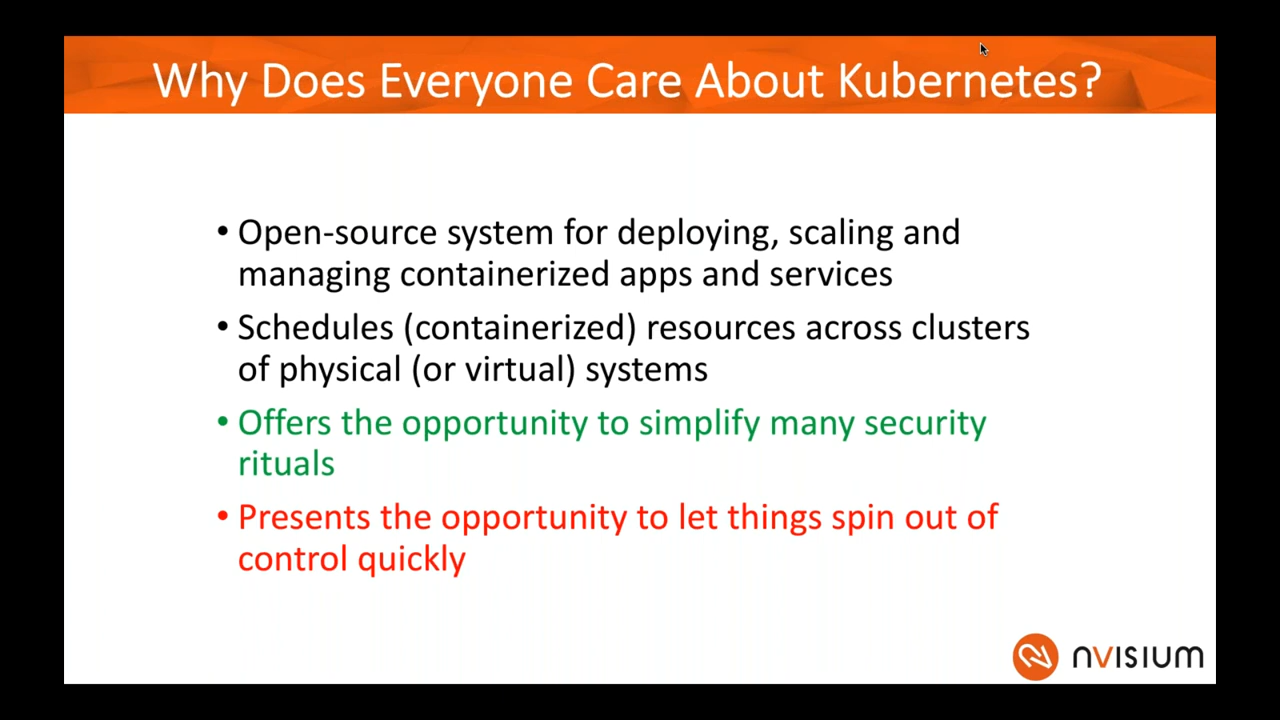 Why Does Everyone Care About Kubernetes?
• Open-source system for deploying, scaling and
managing containerized apps and services
• Schedules (containerized) resources across clusters
of physical (or virtual) systems
• Offers the opportunity to simplify many security
rituals
• Presents the opportunity to let things spin out of
control quickly
nVISIUM